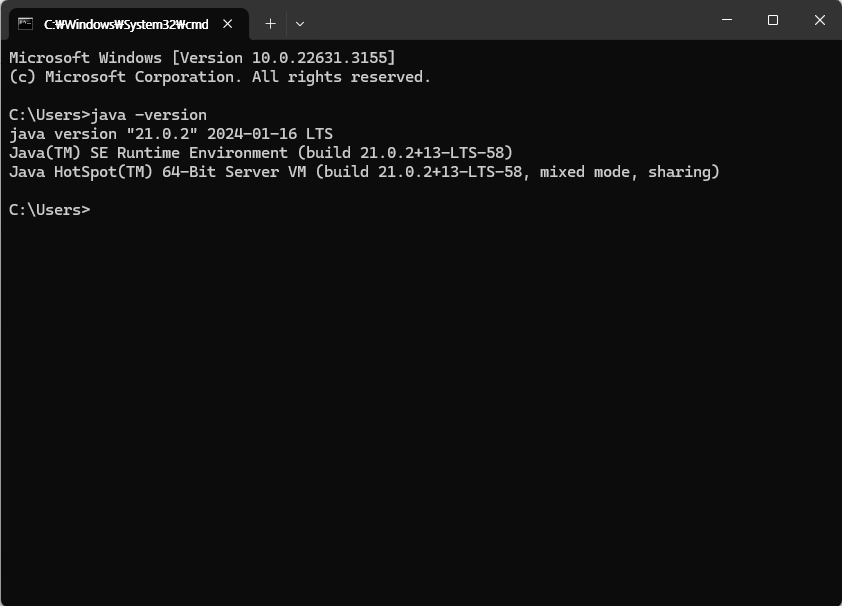 C:₩Windows₩System32₩cmd
Microsoft Windows [Version 10.0.22631.3155]
(c) Microsoft Corporation. All rights reserved.
C:\Users>java -version
java version "21.0.2" 2024-01-16 LTS
Java(TM) SE Runtime Environment (build 21.0.2+13-LTS-58)
Java HotSpot(TM) 64-Bit Server VM (build 21.0.2+13-LTS-58, mixed mode, sharing)
C:\Users>